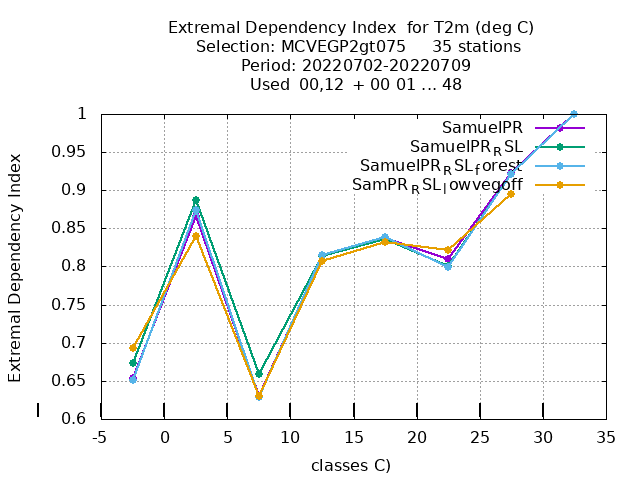 Extremal Dependency Index for T2m (deg C)
Selection: MCVEGP2gt075 35 stations
Period: 20220702-20220709
Used 00,12 + 00 01 ... 48
Extremal Dependency Index
1
0.95
0.9
0.85
0.8
0.75
0.7
0.65
0.6
SamuelPR
SamuelPR_RSL
SamuelPR_RSL_forest
SamPR_RSL_lowvegoff
-5 0 5 10 15 20 25 30 35
classes C)